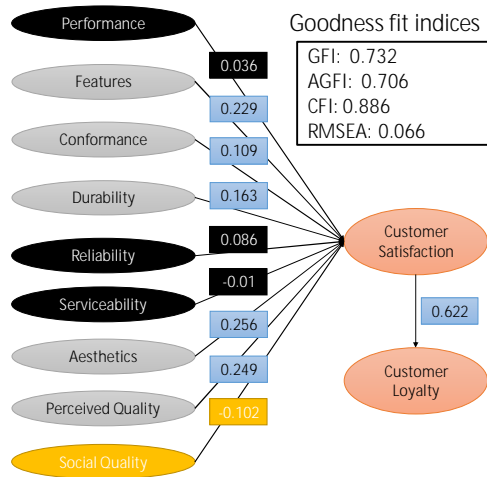 Goodness fit indices
GFI: 0.732
AGFI: 0.706
CFI: 0.886
RMSEA: 0.066
Performance
0.036
Features
0.229
Conformance
0.109
Durability
0.163
Reliability
0.086
Serviceability
-0.01
Aesthetics
0.256
Perceived Quality
0.249
Social Quality
-0.102
Customer
Satisfaction
0.622
Customer
Loyalty